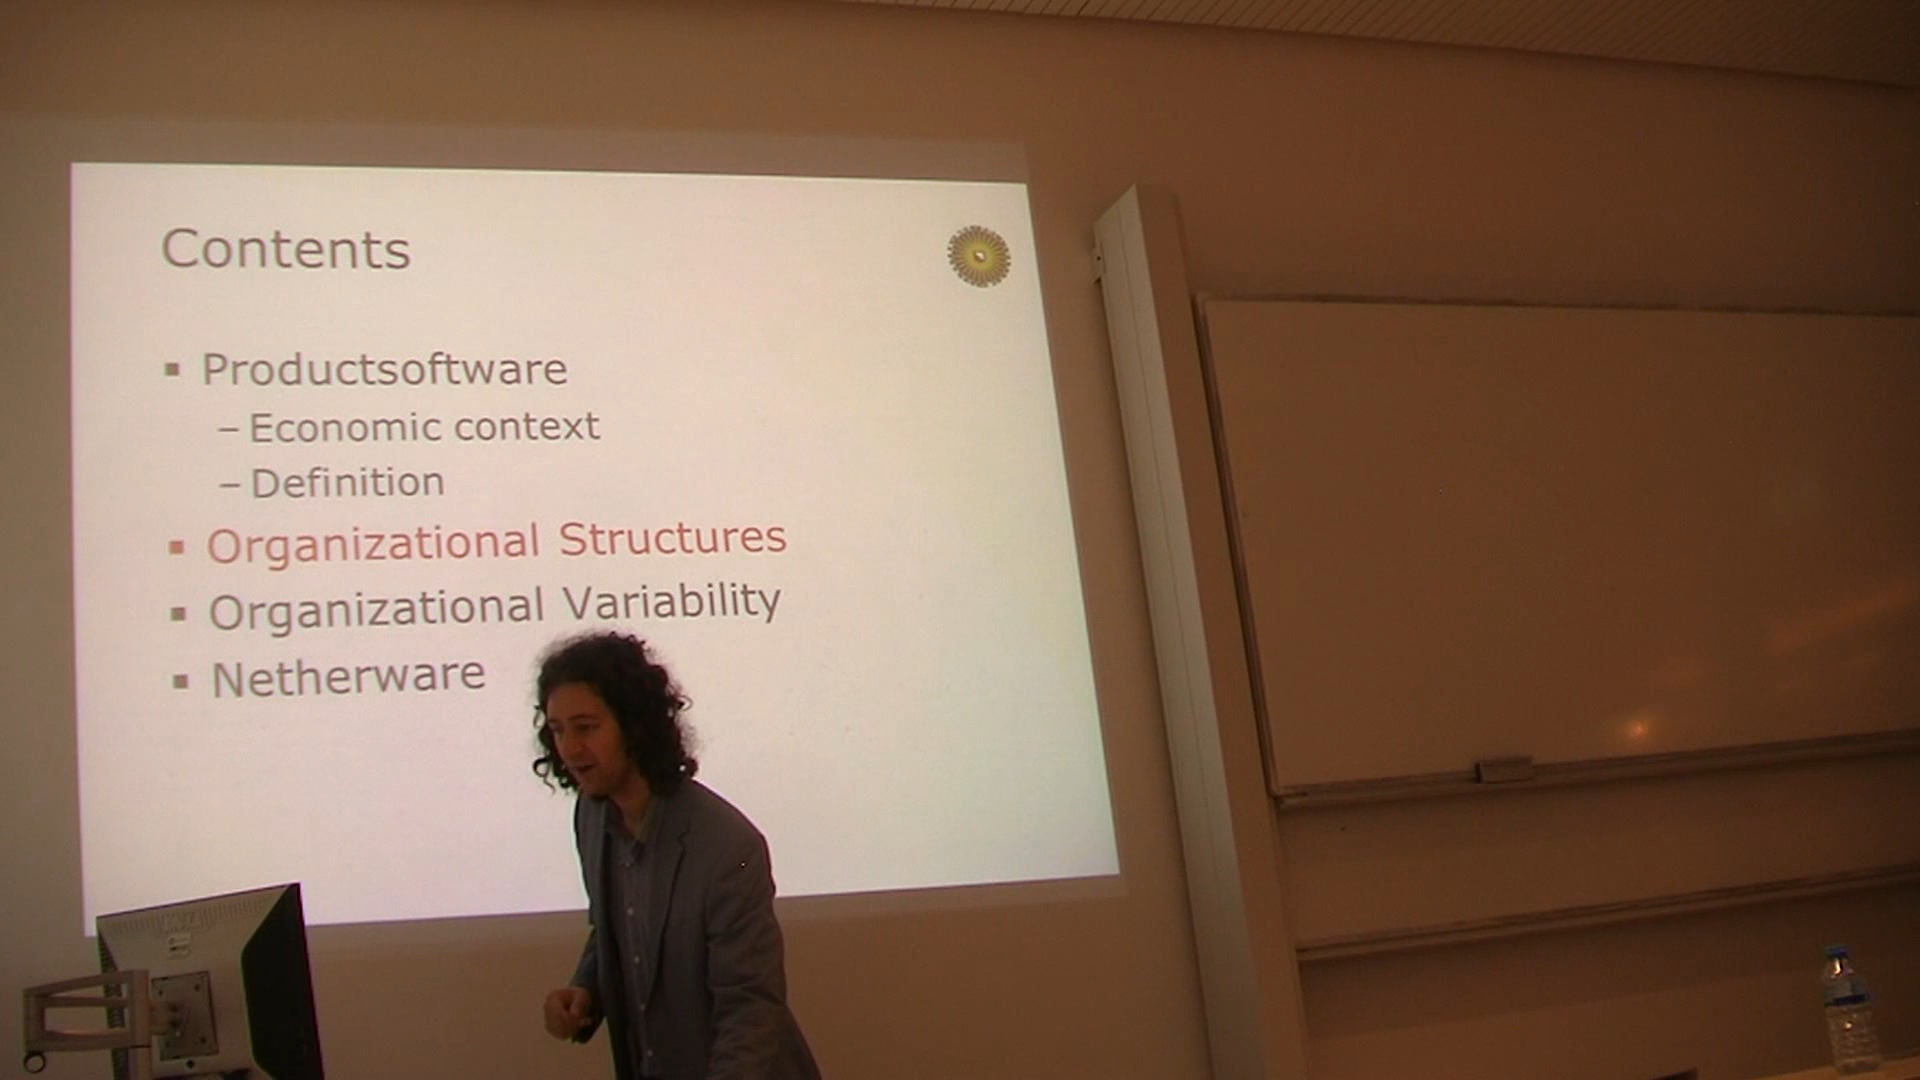 Contents
▪ Productsoftware
– Economic context
– Definition
▪ Organizational Structures
▪ Organizational Variability
▪ Netherware